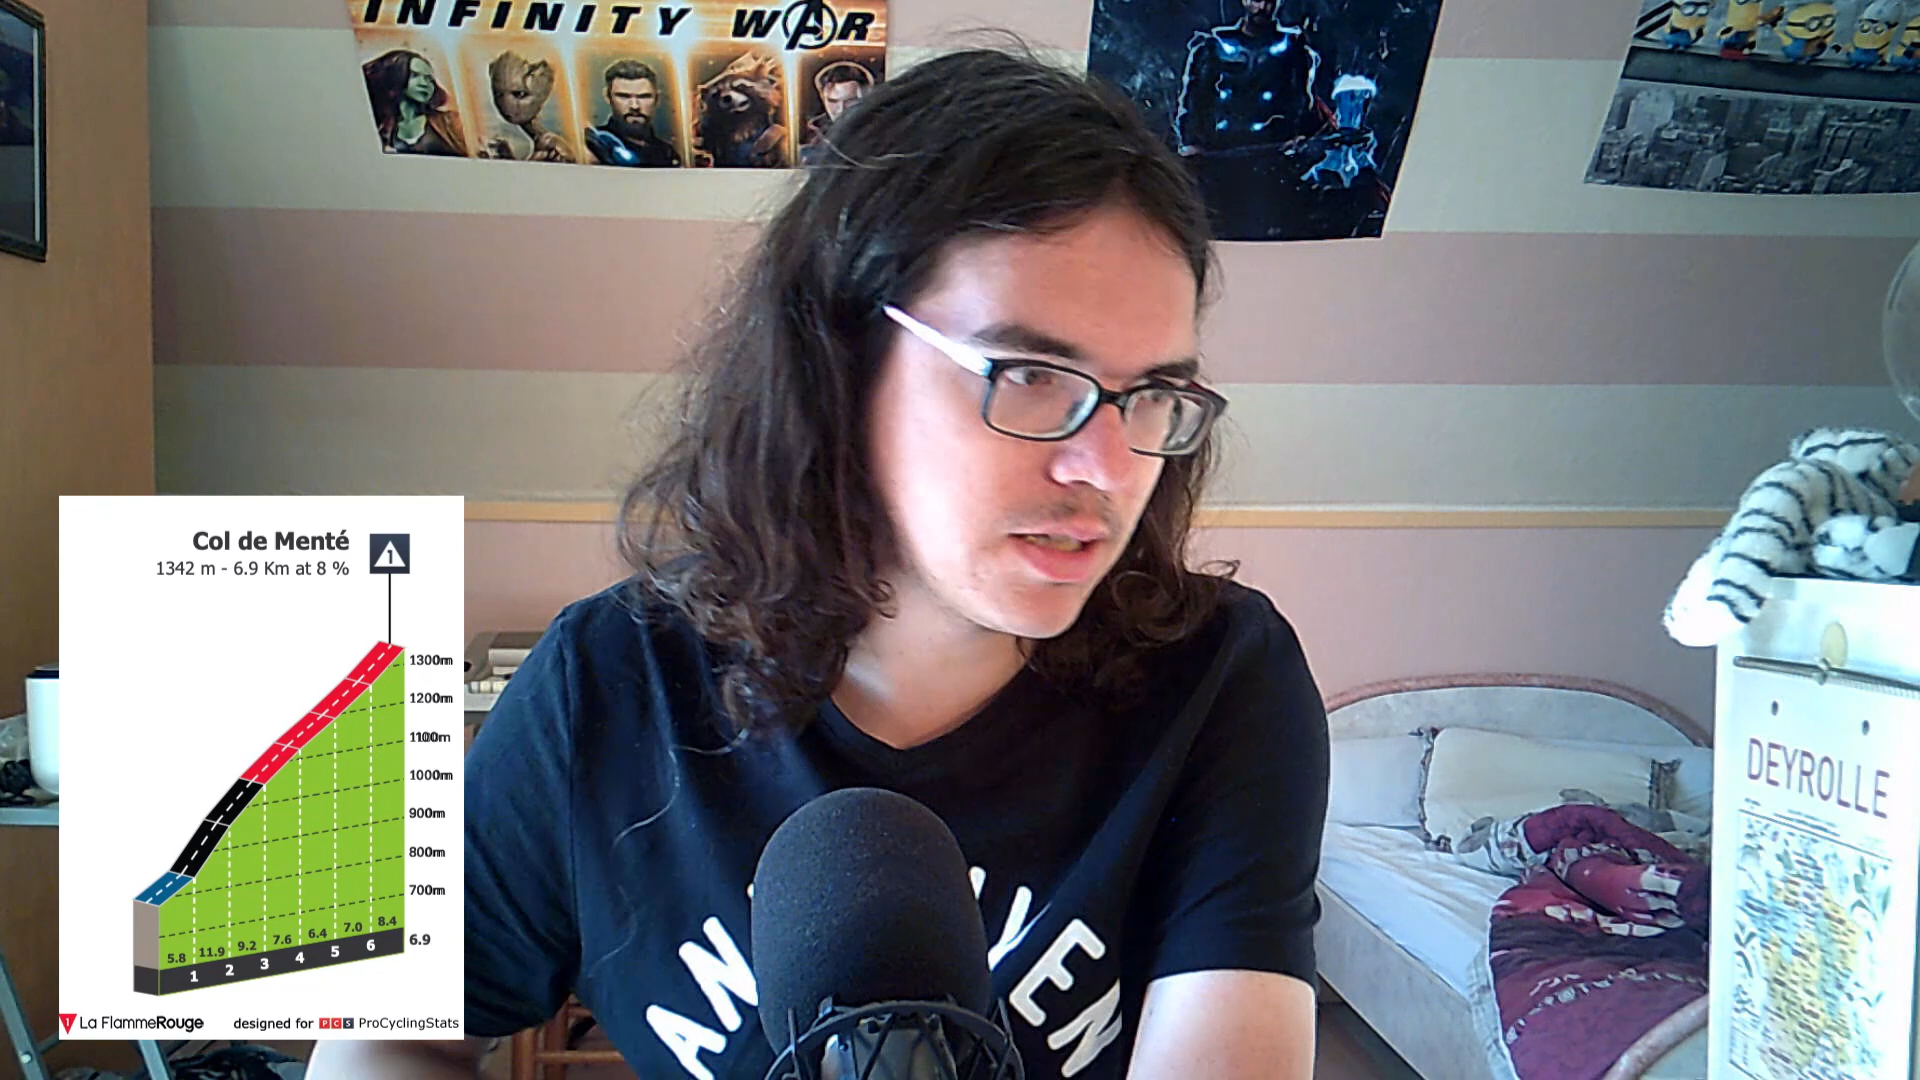 INFINITY WAR
Col de Menté
1342 m - 6.9 Km at 8 %
1
1300m
1200m
1100m
1000m
900m
800m
700m
5.8 11.9 9.2 7.6 6.4 7.0 8.4
1 2 3 4 5 6
6.9
La FlammeRouge
designed for PCS ProCyclingStats
DEYROLLE